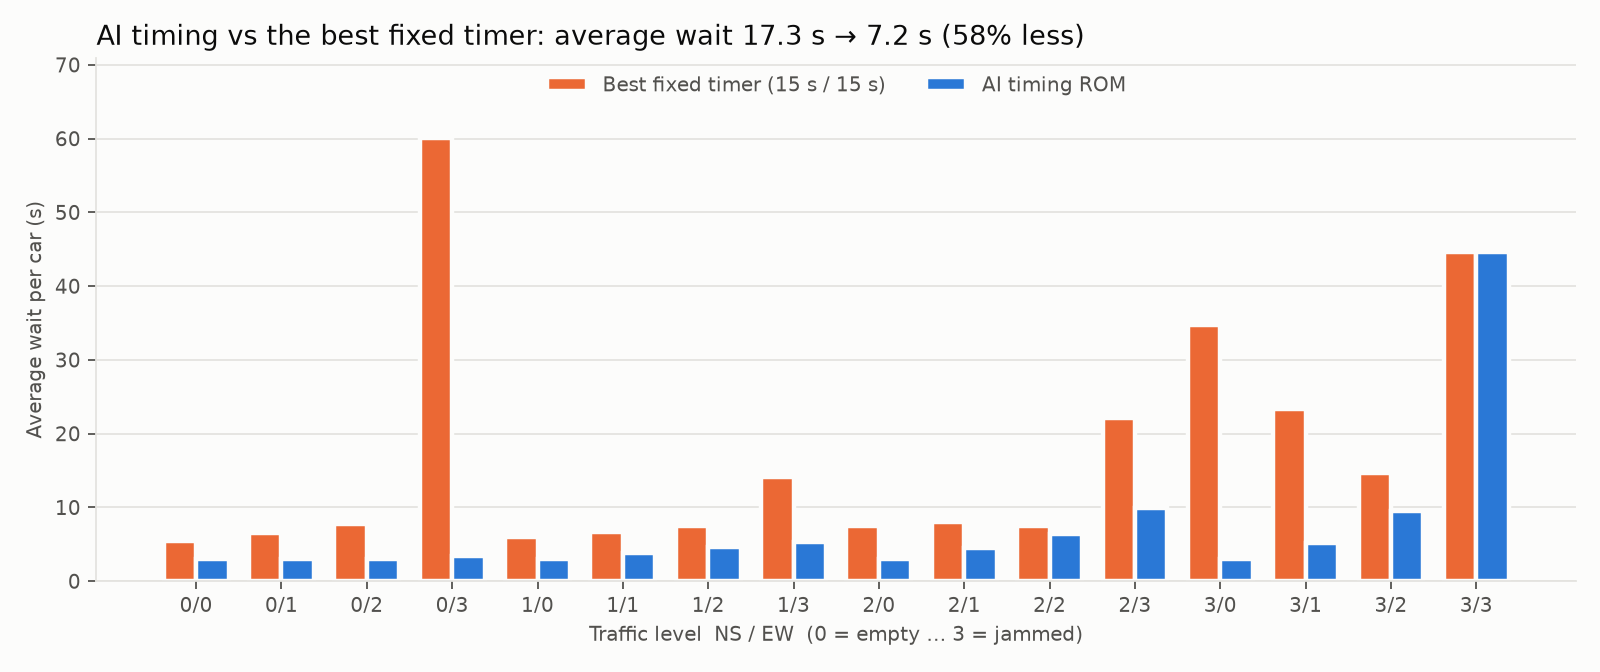 AI timing vs the best fixed timer: average wait 17.3 s → 7.2 s (58% less)
Best fixed timer (15 s / 15 s)
AI timing ROM
Average wait per car (s)
70
60
50
40
30
20
10
0
0/0 0/1 0/2 0/3 1/0 1/1 1/2 1/3 2/0 2/1 2/2 2/3 3/0 3/1 3/2 3/3
Traffic level  NS / EW  (0 = empty … 3 = jammed)